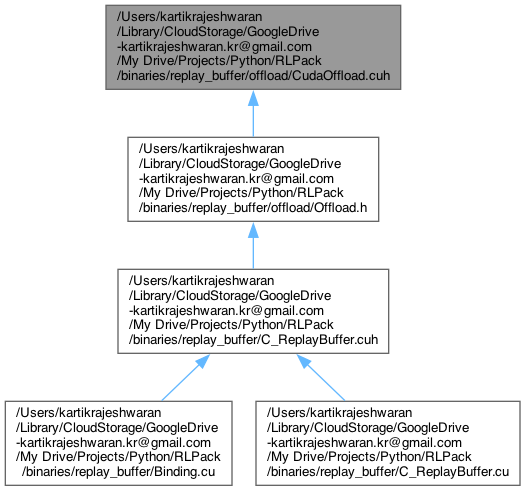 /Users/kartikrajeshwaran
/Library/CloudStorage/GoogleDrive
-kartikrajeshwaran.kr@gmail.com
/My Drive/Projects/Python/RLPack
/binaries/replay_buffer/offload/CudaOffload.cuh
/Users/kartikrajeshwaran
/Library/CloudStorage/GoogleDrive
-kartikrajeshwaran.kr@gmail.com
/My Drive/Projects/Python/RLPack
/binaries/replay_buffer/offload/Offload.h
/Users/kartikrajeshwaran
/Library/CloudStorage/GoogleDrive
-kartikrajeshwaran.kr@gmail.com
/My Drive/Projects/Python/RLPack
/binaries/replay_buffer/C_ReplayBuffer.cuh
/Users/kartikrajeshwaran
/Library/CloudStorage/GoogleDrive
-kartikrajeshwaran.kr@gmail.com
/My Drive/Projects/Python/RLPack
/binaries/replay_buffer/Binding.cu
/Users/kartikrajeshwaran
/Library/CloudStorage/GoogleDrive
-kartikrajeshwaran.kr@gmail.com
/My Drive/Projects/Python/RLPack
/binaries/replay_buffer/C_ReplayBuffer.cu